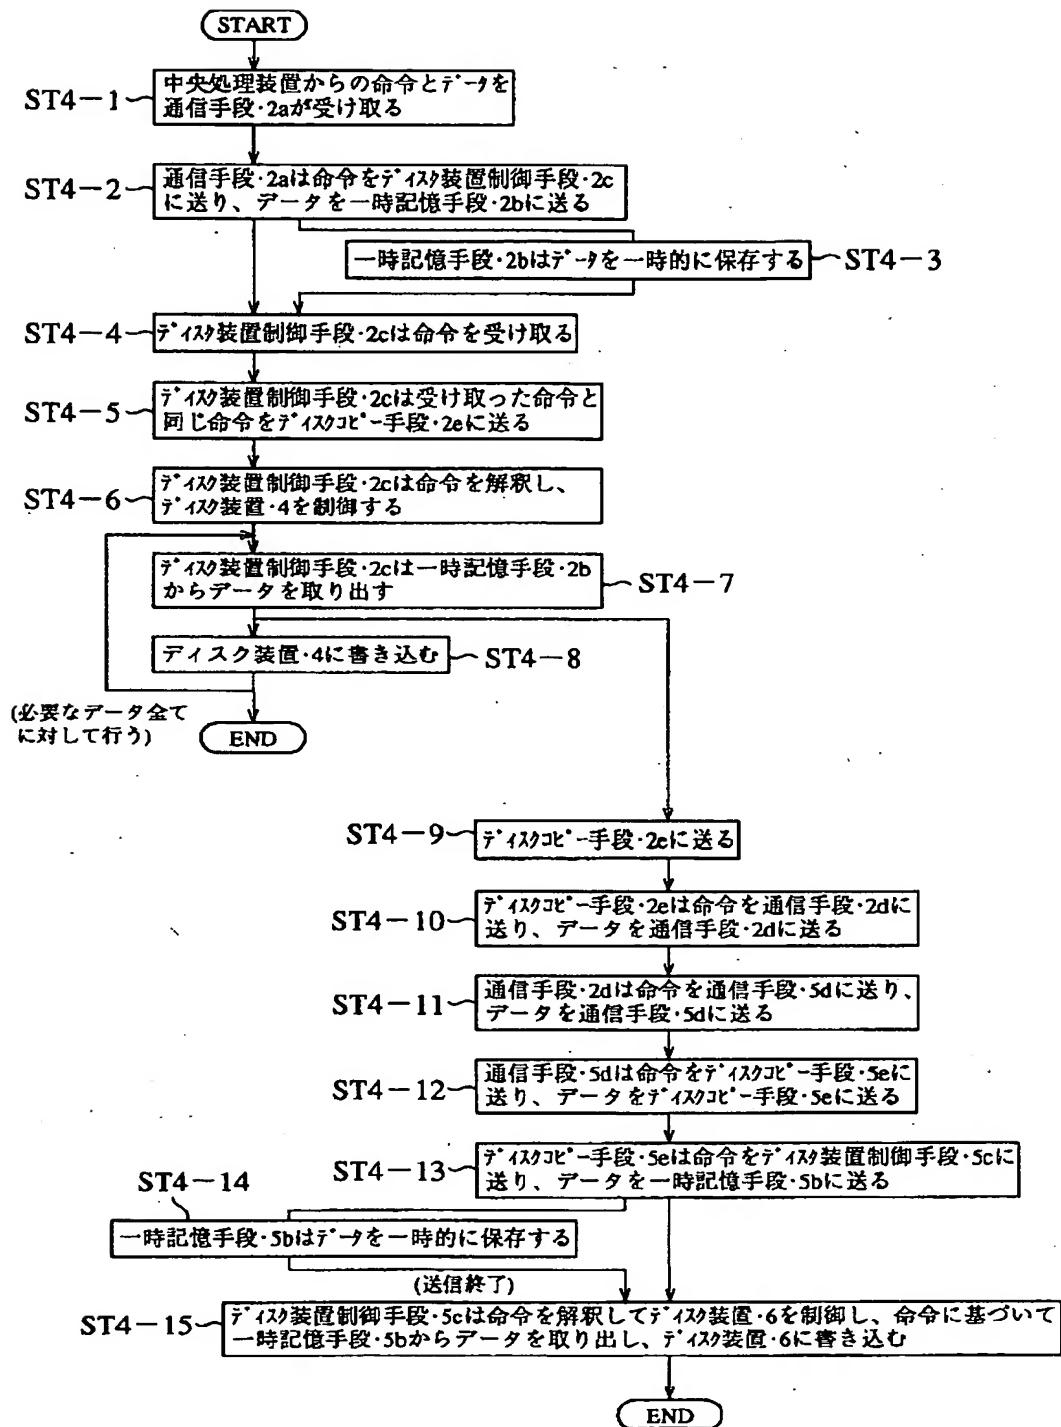 START
ST4-1
中央処理装置からの命令とデータを
通信手段・2aが受け取る
ST4-2
通信手段・2aは命令をディスク装置制御手段・2c
に送り、データを一時記憶手段・2bに送る
一時記憶手段・2bはデータを一時的に保存する
ST4-3
ST4-4
ディスク装置制御手段・2cは命令を受け取る
ST4-5
ディスク装置制御手段・2cは受け取った命令と
同じ命令をディスクコピー手段・2eに送る
ST4-6
ディスク装置制御手段・2cは命令を解釈し、
ディスク装置・4を制御する
ディスク装置制御手段・2cは一時記憶手段・2b
からデータを取り出す
ST4-7
ディスク装置・4に書き込む
ST4-8
(必要なデータ全て
に対して行う)
END
ST4-9
ディスクコピー手段・2eに送る
ST4-10
ディスクコピー手段・2eは命令を通信手段・2dに
送り、データを通信手段・2dに送る
ST4-11
通信手段・2dは命令を通信手段・5dに送り、
データを通信手段・5dに送る
ST4-12
通信手段・5dは命令をディスクコピー手段・5eに
送り、データをディスクコピー手段・5eに送る
ST4-13
ディスクコピー手段・5eは命令をディスク装置制御手段・5cに
送り、データを一時記憶手段・5bに送る
ST4-14
一時記憶手段・5bはデータを一時的に保存する
(送信終了)
ST4-15
ディスク装置制御手段・5cは命令を解釈してディスク装置・6を制御し、命令に基づいて
一時記憶手段・5bからデータを取り出し、ディスク装置・6に書き込む
END